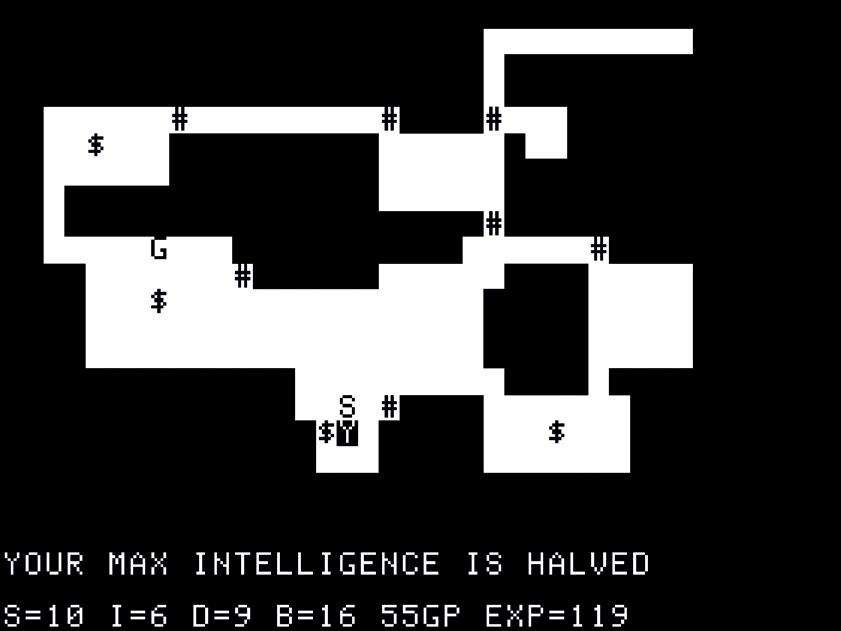 # # #
$
#
G #
#
$
S #
$Y $
YOUR MAX INTELLIGENCE IS HALVED
S=10 I=6 D=9 B=16 55GP EXP=119